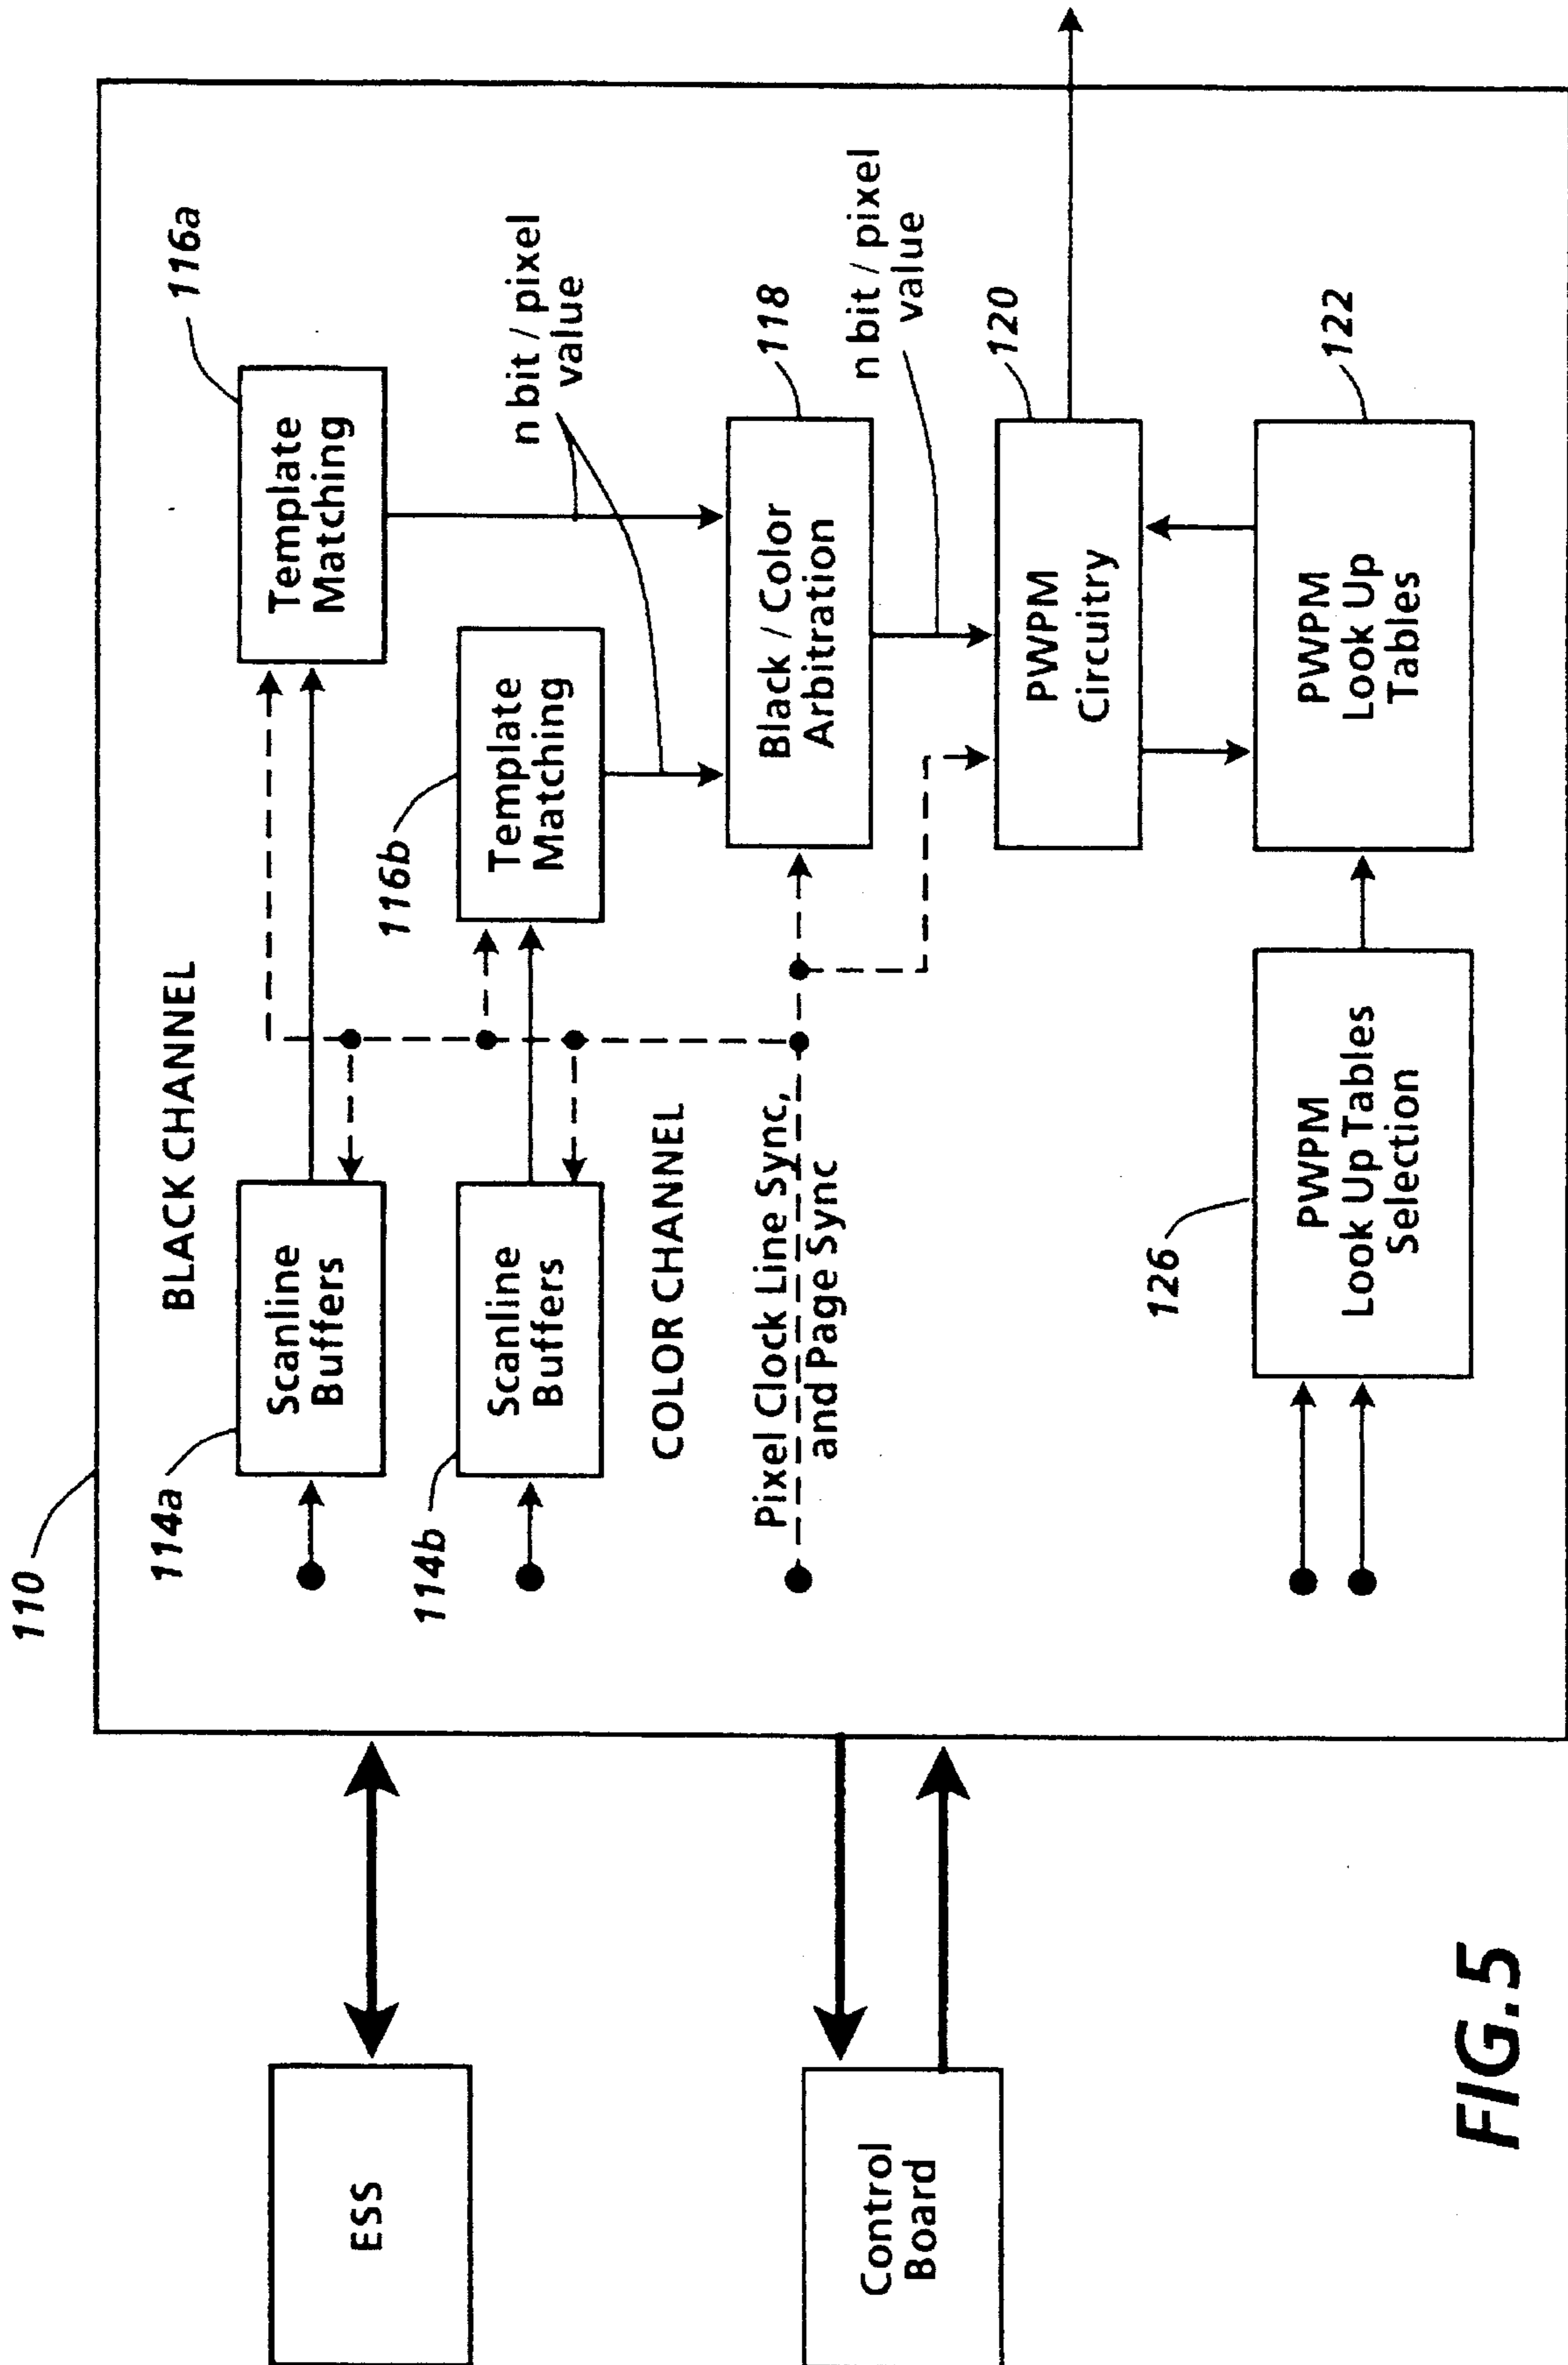 110
BLACK CHANNEL
114a
Scanline
Buffers
116a
Template
Matching
114b
Scanline
Buffers
116b
Template
Matching
n bit / pixel
value
COLOR CHANNEL
Pixel Clock Line Sync,
and Page Sync
Black / Color
Arbitration
118
n bit / pixel
value
PWPM
Circuitry
120
126
PWPM
Look Up Tables
Selection
PWPM
Look Up
Tables
122
ESS
Control
Board
FIG.5